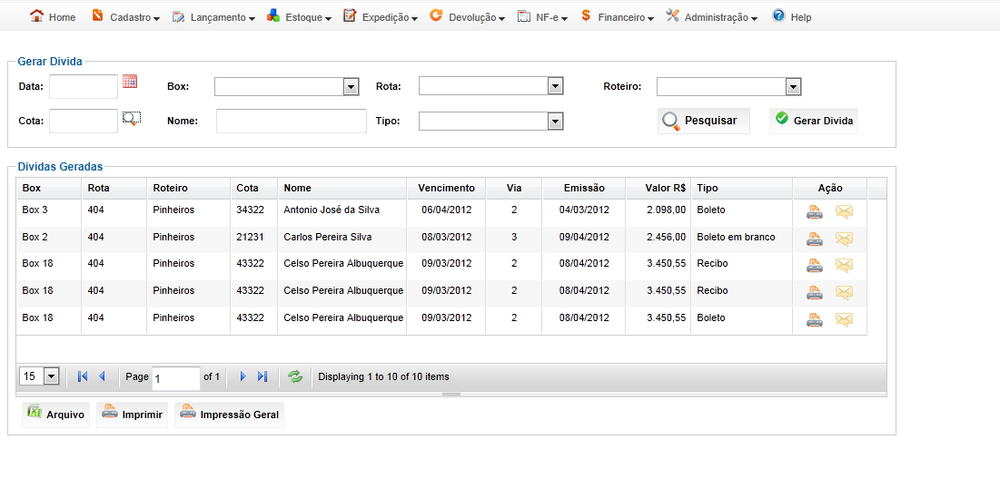 Home Cadastro Lançamento Estoque Expedição Devolução NF-e Financeiro Administração Help
Gerar Divida
Data: Box: Rota: Roteiro:
Cota: Nome: Tipo: Pesquisar Gerar Divida
Dividas Geradas
Box Rota Roteiro Cota Nome Vencimento Via Emissão Valor R$ Tipo Ação
Box 3 404 Pinheiros 34322 Antonio José da Silva 06/04/2012 2 04/03/2012 2.098,00 Boleto
Box 2 404 Pinheiros 21231 Carlos Pereira Silva 08/03/2012 3 09/04/2012 2.456,00 Boleto em branco
Box 18 404 Pinheiros 43322 Celso Pereira Albuquerque 09/03/2012 2 08/04/2012 3.450,55 Recibo
Box 18 404 Pinheiros 43322 Celso Pereira Albuquerque 09/03/2012 2 08/04/2012 3.450,55 Recibo
Box 18 404 Pinheiros 43322 Celso Pereira Albuquerque 09/03/2012 2 08/04/2012 3.450,55 Boleto
15 Page 1 of 1 Displaying 1 to 10 of 10 items
Arquivo Imprimir Impressão Geral